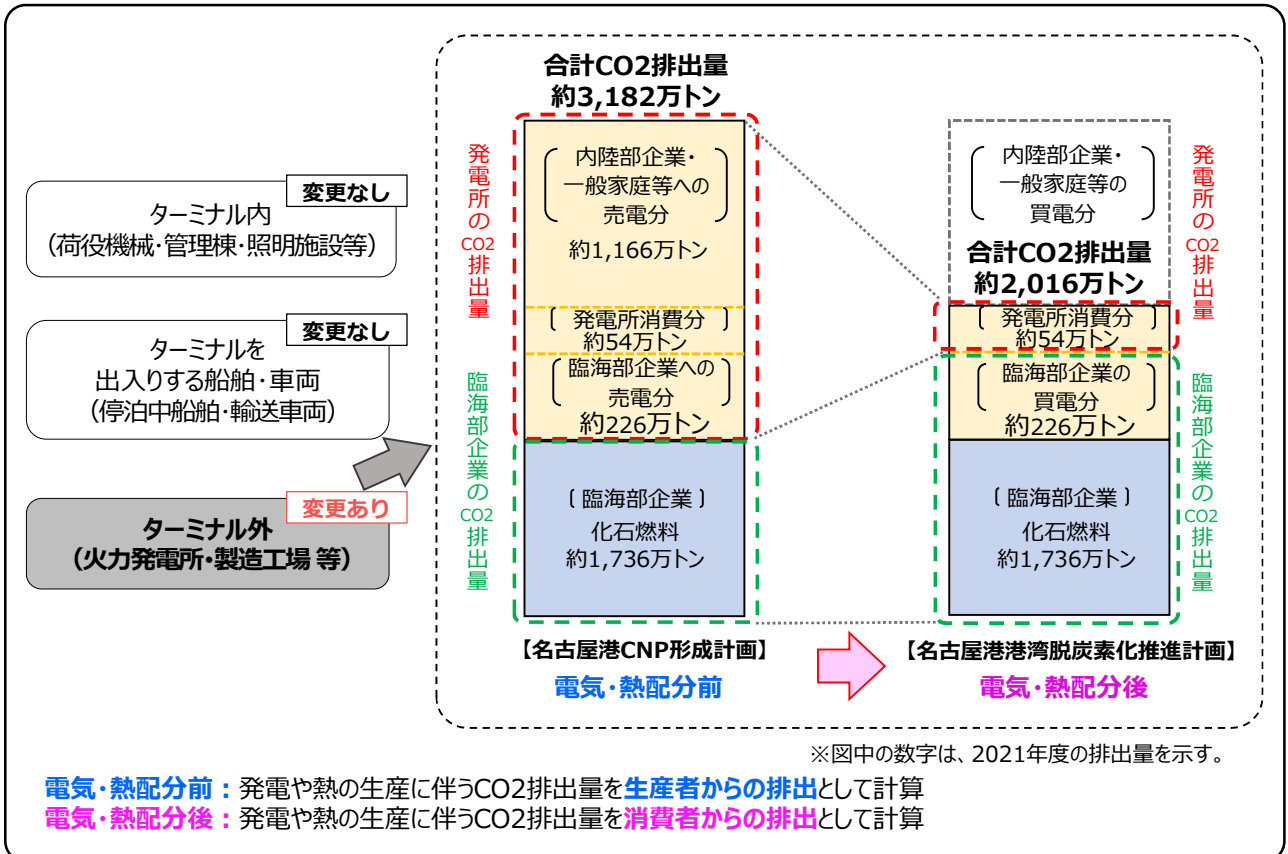 変更なし
ターミナル内
（荷役機械・管理棟・照明施設等）
変更なし
ターミナルを
出入りする船舶・車両
（停泊中船舶・輸送車両）
変更あり
ターミナル外
（火力発電所・製造工場 等）
合計CO2排出量
約3,182万トン
発電所のCO2排出量
内陸部企業・
一般家庭等への
売電分
約1,166万トン
〔 発電所消費分 〕
約54万トン
臨海部企業への
売電分
約226万トン
臨海部企業のCO2排出量
〔 臨海部企業 〕
化石燃料
約1,736万トン
【名古屋港CNP形成計画】
電気・熱配分前
内陸部企業・
一般家庭等の
買電分
合計CO2排出量
約2,016万トン
発電所のCO2排出量
〔 発電所消費分 〕
約54万トン
臨海部企業の
買電分
約226万トン
臨海部企業のCO2排出量
〔 臨海部企業 〕
化石燃料
約1,736万トン
【名古屋港港湾脱炭素化推進計画】
電気・熱配分後
※図中の数字は、2021年度の排出量を示す。
電気・熱配分前：発電や熱の生産に伴うCO2排出量を生産者からの排出として計算
電気・熱配分後：発電や熱の生産に伴うCO2排出量を消費者からの排出として計算